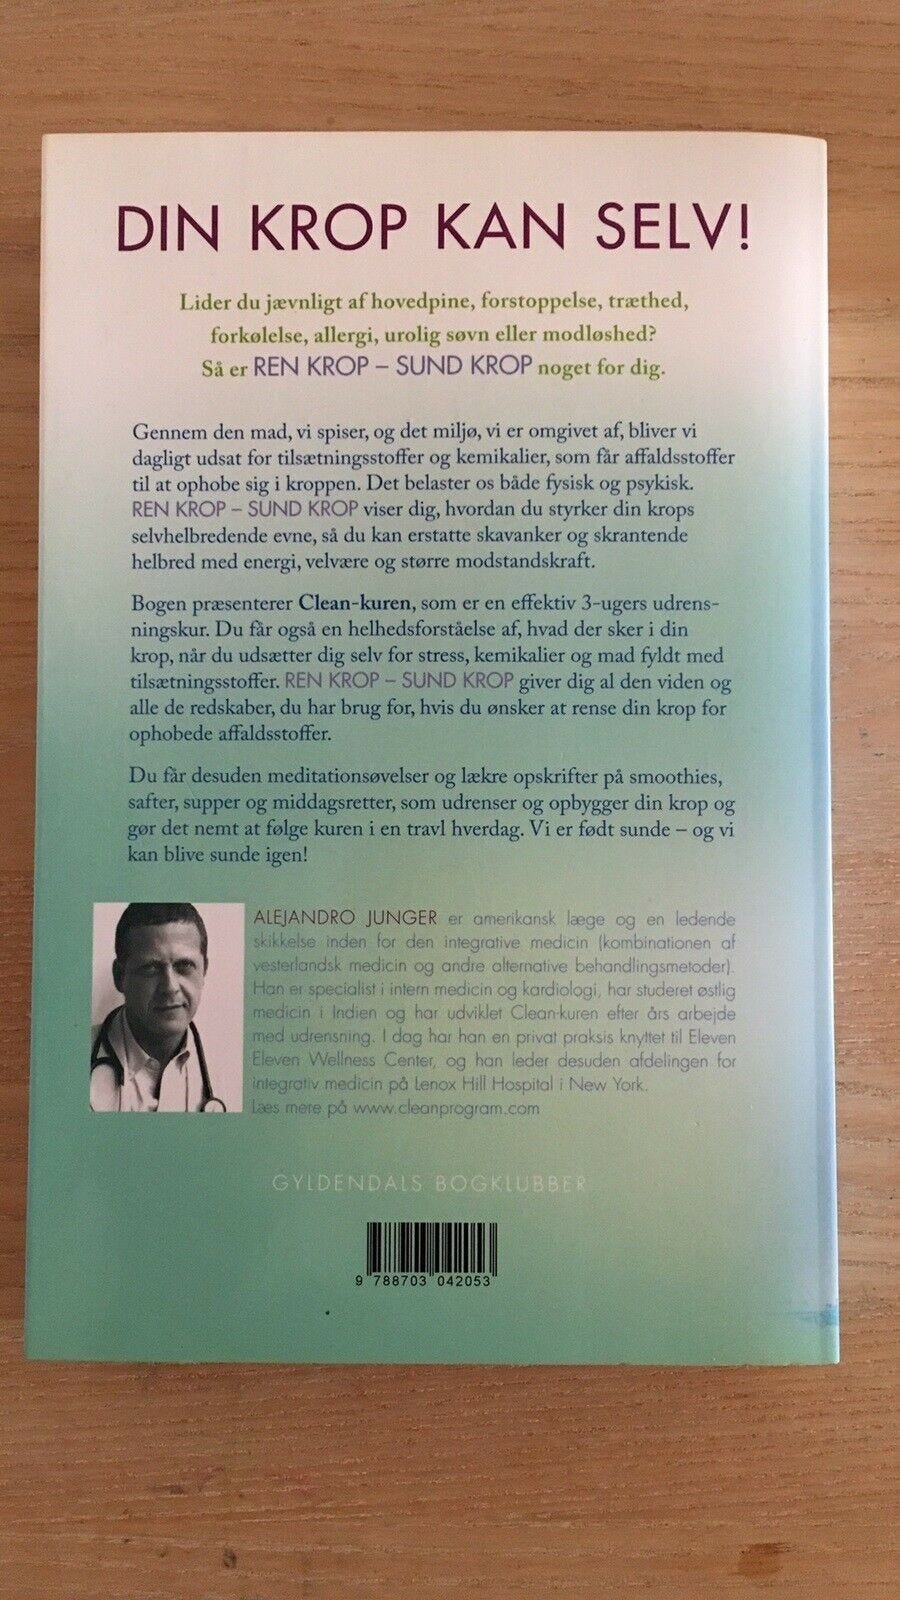 DIN KROP KAN SELV!
Lider du jævnligt af hovedpine, forstoppelse, træthed,
forkølelse, allergi, urolig søvn eller modløshed?
Så er REN KROP – SUND KROP noget for dig.
Gennem den mad, vi spiser, og det miljø, vi er omgivet af, bliver vi
dagligt udsat for tilsætningsstoffer og kemikalier, som får affaldsstoffer
til at ophobe sig i kroppen. Det belaster os både fysisk og psykisk.
REN KROP – SUND KROP viser dig, hvordan du styrker din krops
selvhelbredende evne, så du kan erstatte skavanker og skrantende
helbred med energi, velvære og større modstandskraft.
Bogen præsenterer Clean-kuren, som er en effektiv 3-ugers udrens-
ningskur. Du får også en helhedsforståelse af, hvad der sker i din
krop, når du udsætter dig selv for stress, kemikalier og mad fyldt med
tilsætningsstoffer. REN KROP – SUND KROP giver dig al den viden og
alle de redskaber, du har brug for, hvis du ønsker at rense din krop for
ophobede affaldsstoffer.
Du får desuden meditationsøvelser og lækre opskrifter på smoothies,
safter, supper og middagsretter, som udrenser og opbygger din krop og
gør det nemt at følge kuren i en travl hverdag. Vi er født sunde – og vi
kan blive sunde igen!
ALEJANDRO JUNGER er amerikansk læge og en ledende
skikkelse inden for den integrative medicin (kombinationen af
vesterlandsk medicin og andre alternative behandlingsmetoder).
Han er specialist i intern medicin og kardiologi, har studeret østlig
medicin i Indien og har udviklet Clean-kuren efter års arbejde
med udrensning. I dag har han en privat praksis knyttet til Eleven
Eleven Wellness Center, og han leder desuden afdelingen for
integrativ medicin på Lenox Hill Hospital i New York.
Læs mere på www.cleanprogram.com
GYLDENDALS BOGKLUBBER
9 788703 042053